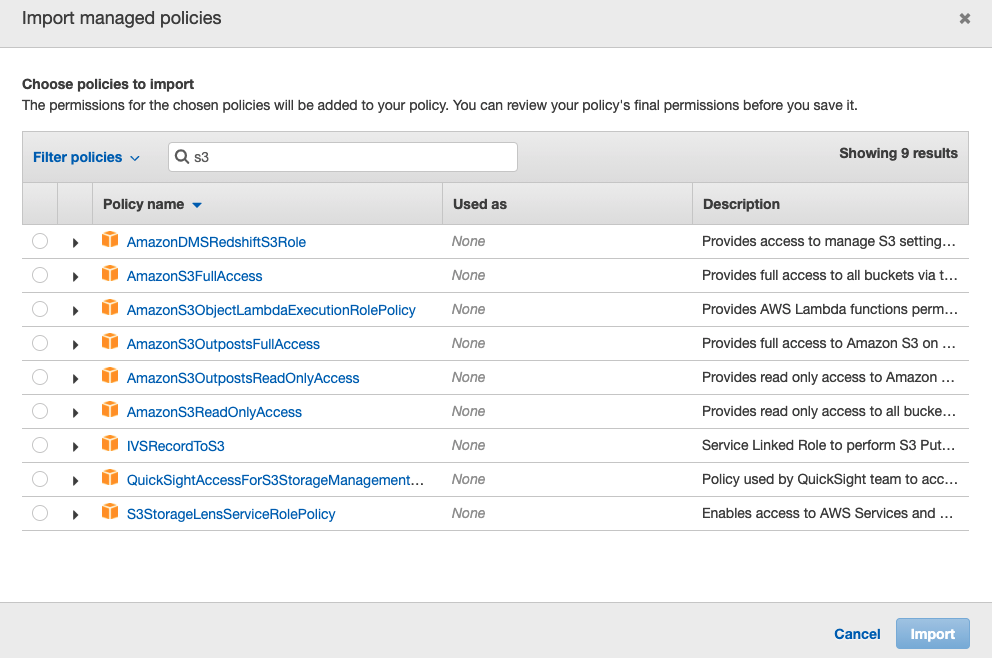 Import managed policies
Choose policies to import
The permissions for the chosen policies will be added to your policy. You can review your policy's final permissions before you save it.
Filter policies s3 Showing 9 results
Policy name Used as Description
AmazonDMSRedshiftS3Role None Provides access to manage S3 setting...
AmazonS3FullAccess None Provides full access to all buckets via t...
AmazonS3ObjectLambdaExecutionRolePolicy None Provides AWS Lambda functions perm...
AmazonS3OutpostsFullAccess None Provides full access to Amazon S3 on ...
AmazonS3OutpostsReadOnlyAccess None Provides read only access to Amazon ...
AmazonS3ReadOnlyAccess None Provides read only access to all bucke...
IVSRecordToS3 None Service Linked Role to perform S3 Put...
QuickSightAccessForS3StorageManagement... None Policy used by QuickSight team to acc...
S3StorageLensServiceRolePolicy None Enables access to AWS Services and ...
Cancel Import